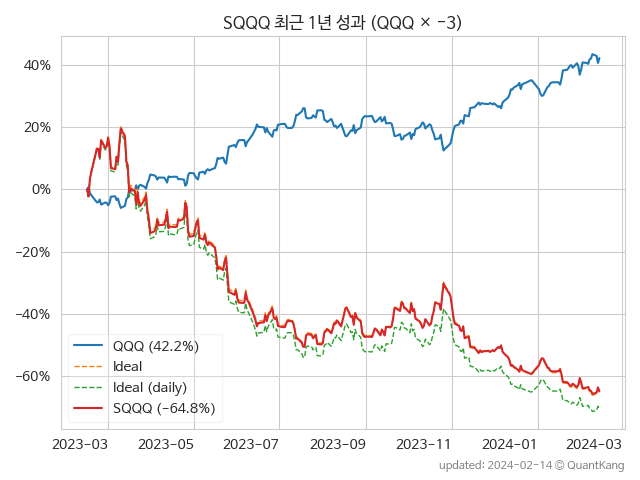 SQQQ 최근 1년 성과 (QQQ × −3)
40%
20%
0%
−20%
−40%
−60%
QQQ (42.2%)
Ideal
Ideal (daily)
SQQQ (−64.8%)
2023-03 2023-05 2023-07 2023-09 2023-11 2024-01 2024-03
updated: 2024-02-14 © QuantKang